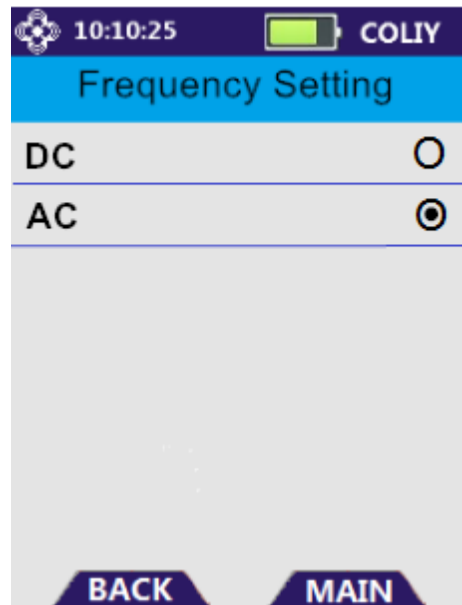 10:10:25 COLIY
Frequency Setting
DC
AC
BACK MAIN